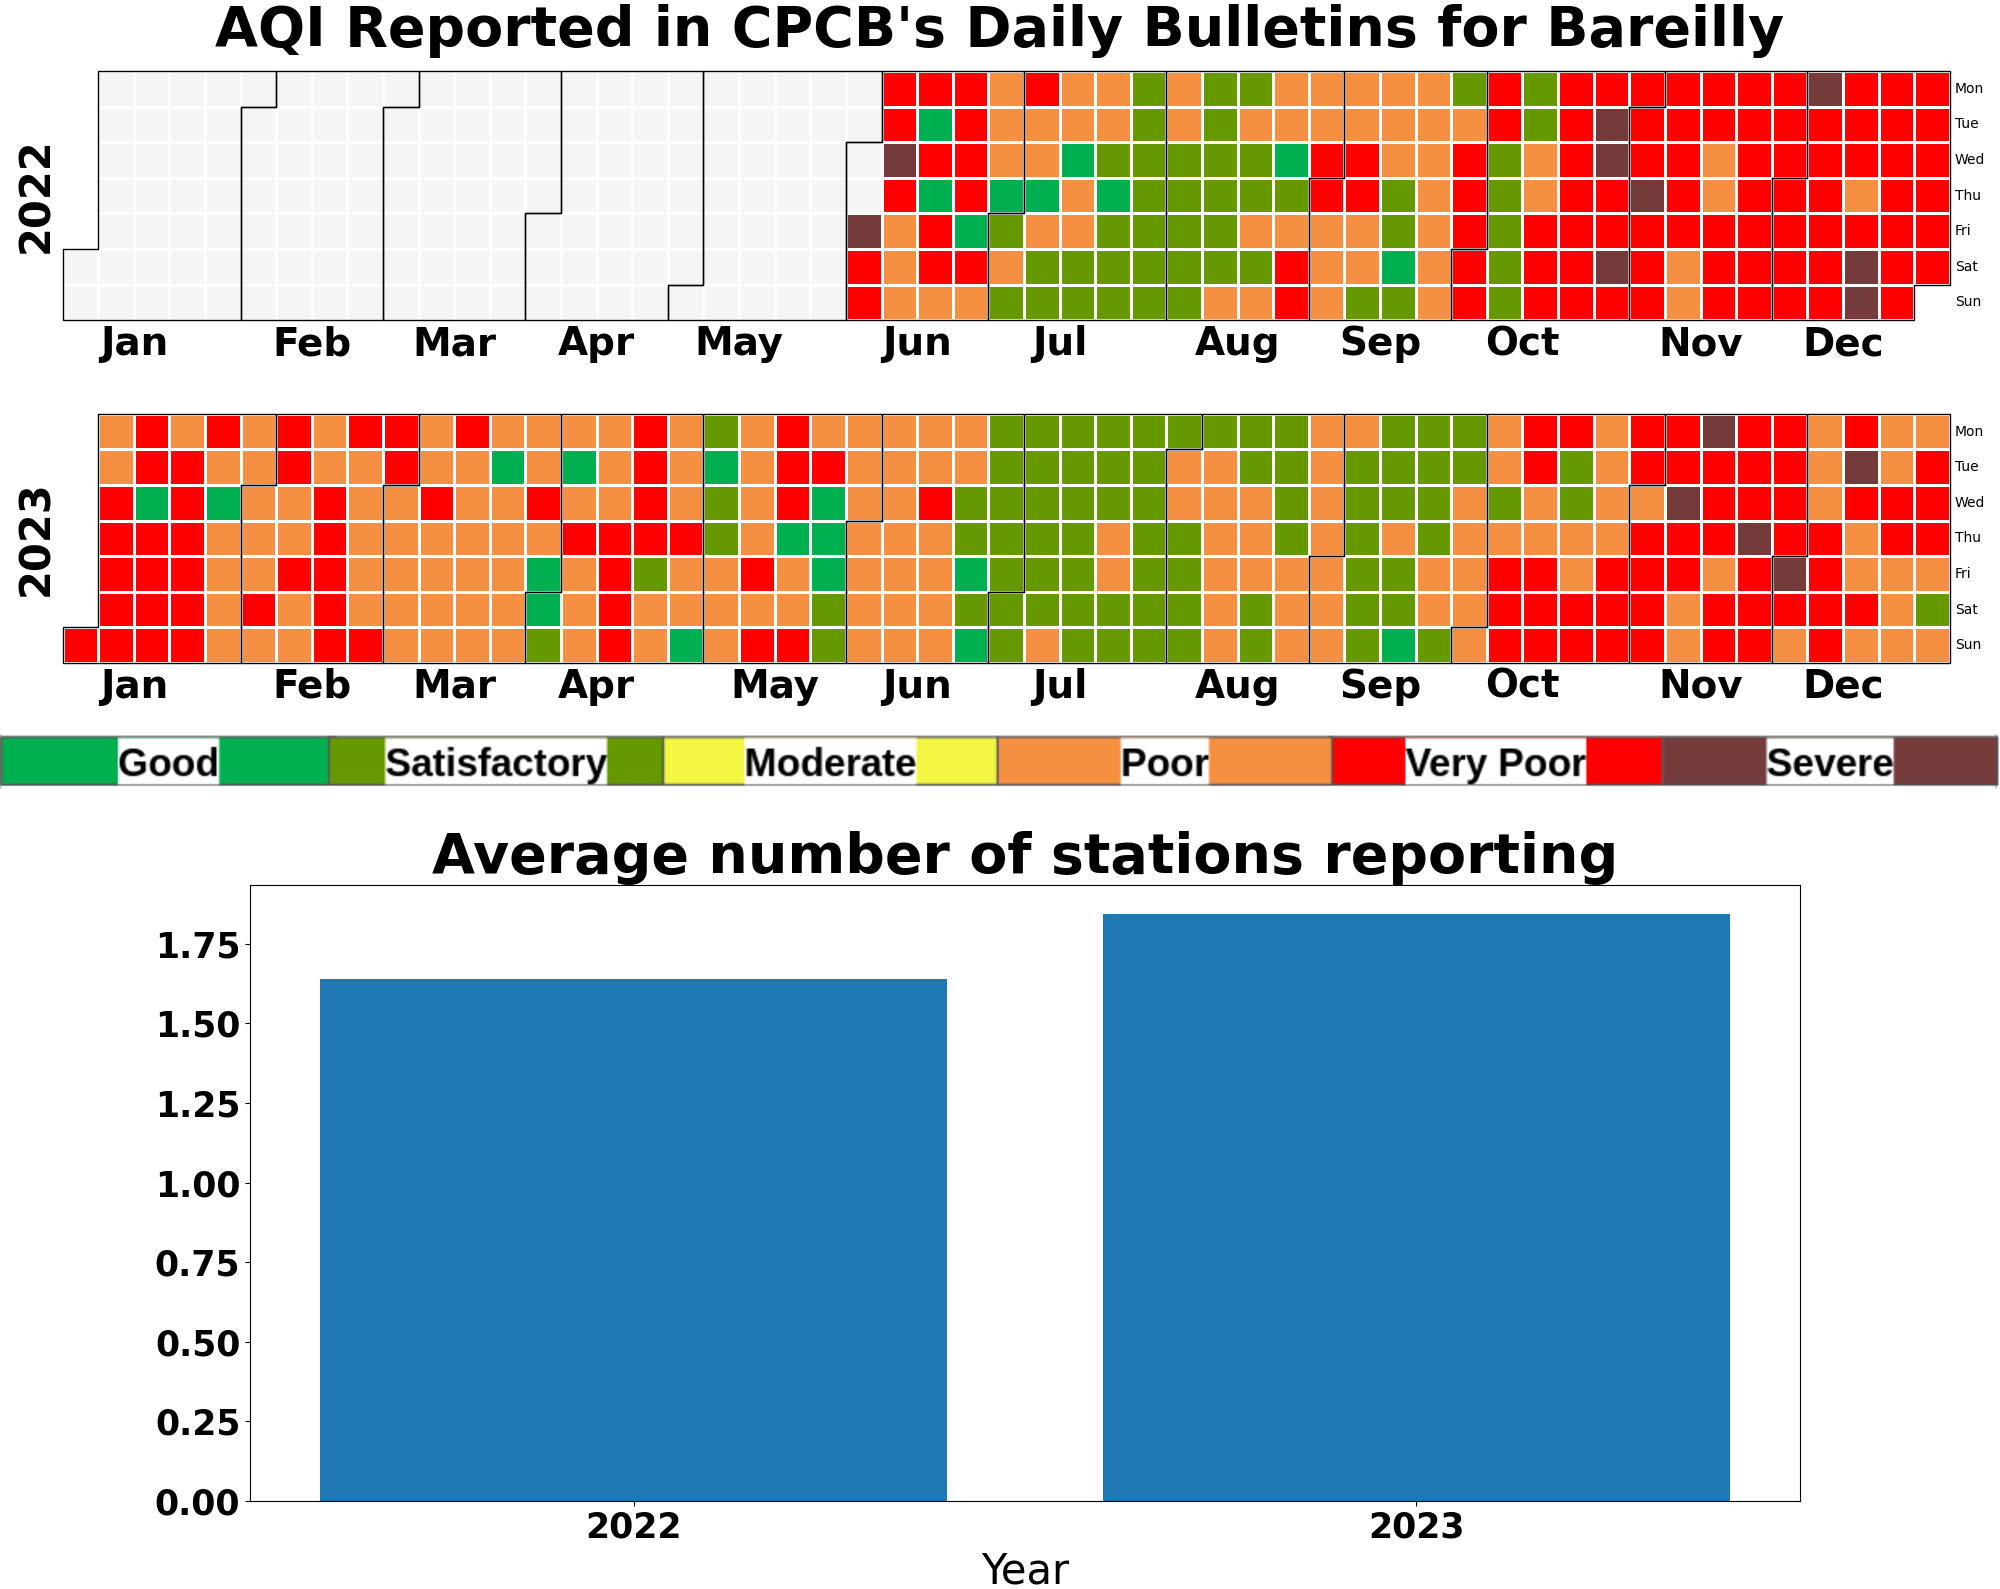 AQI Reported in CPCB's Daily Bulletins for Bareilly
2022
Mon
Tue
Wed
Thu
Fri
Sat
Sun
Jan Feb Mar Apr May Jun Jul Aug Sep Oct Nov Dec
2023
Mon
Tue
Wed
Thu
Fri
Sat
Sun
Jan Feb Mar Apr May Jun Jul Aug Sep Oct Nov Dec
Good Satisfactory Moderate Poor Very Poor Severe
Average number of stations reporting
1.75
1.50
1.25
1.00
0.75
0.50
0.25
0.00
2022 2023
Year